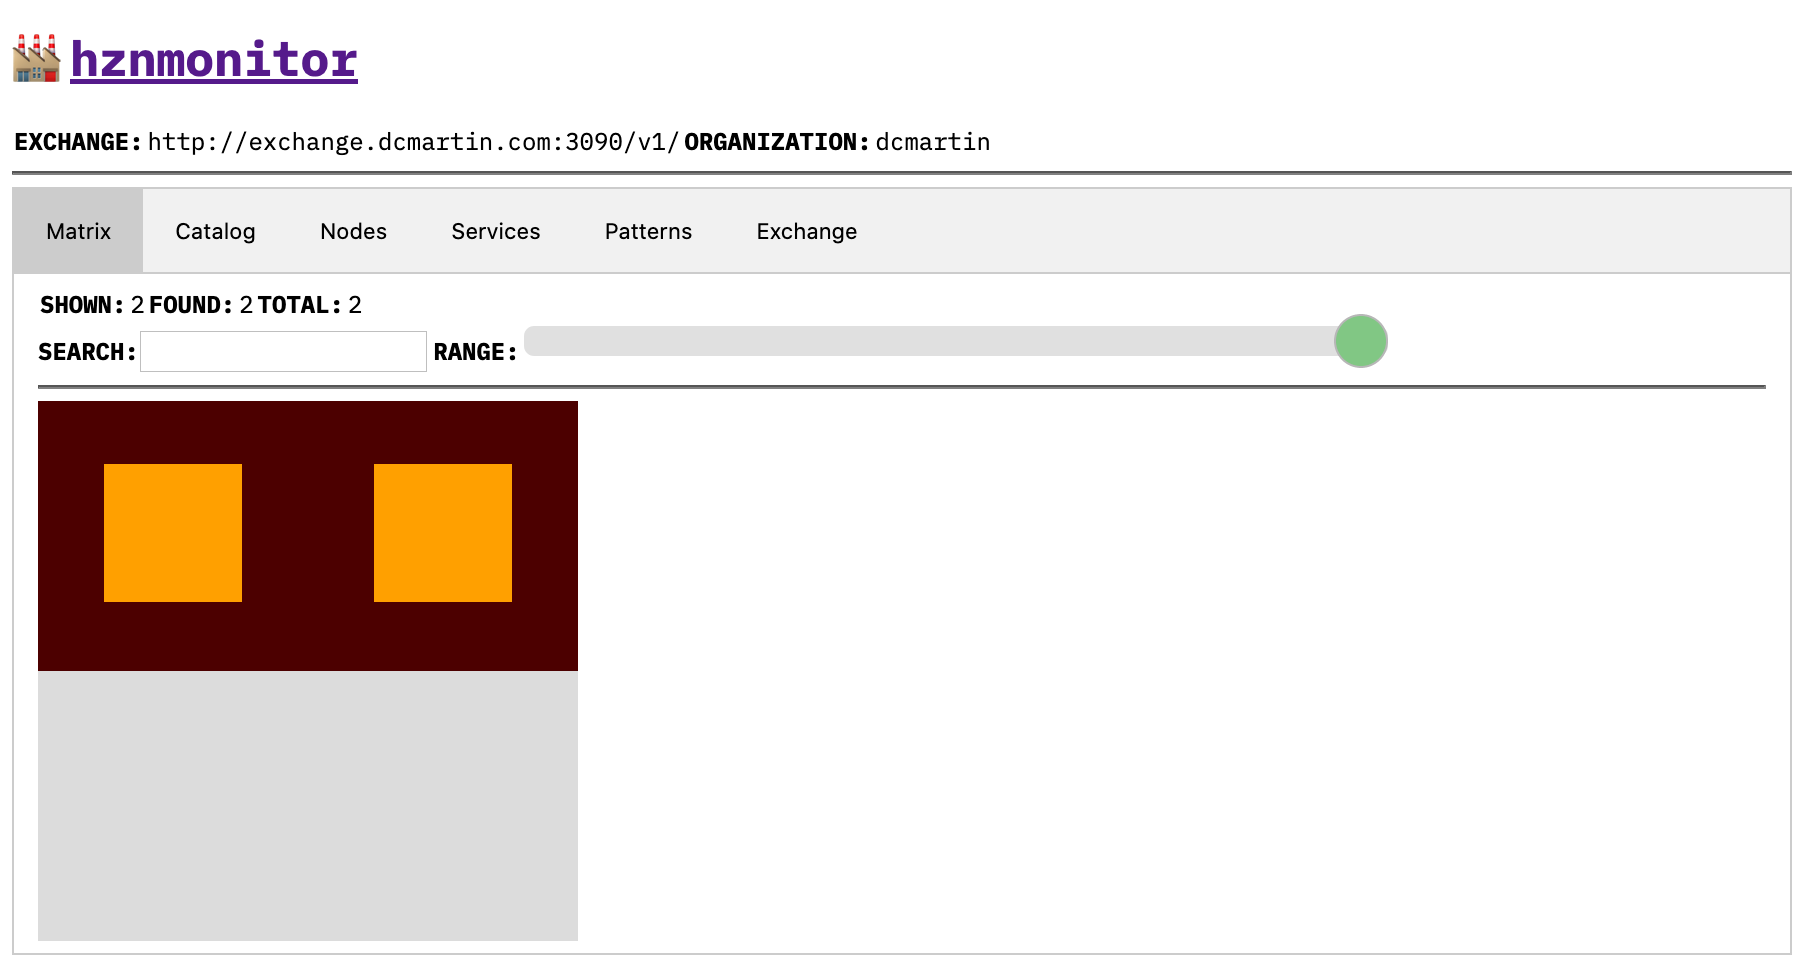 hznmonitor
EXCHANGE: http://exchange.dcmartin.com:3090/v1/ ORGANIZATION: dcmartin
Matrix Catalog Nodes Services Patterns Exchange
SHOWN: 2 FOUND: 2 TOTAL: 2
SEARCH: RANGE: